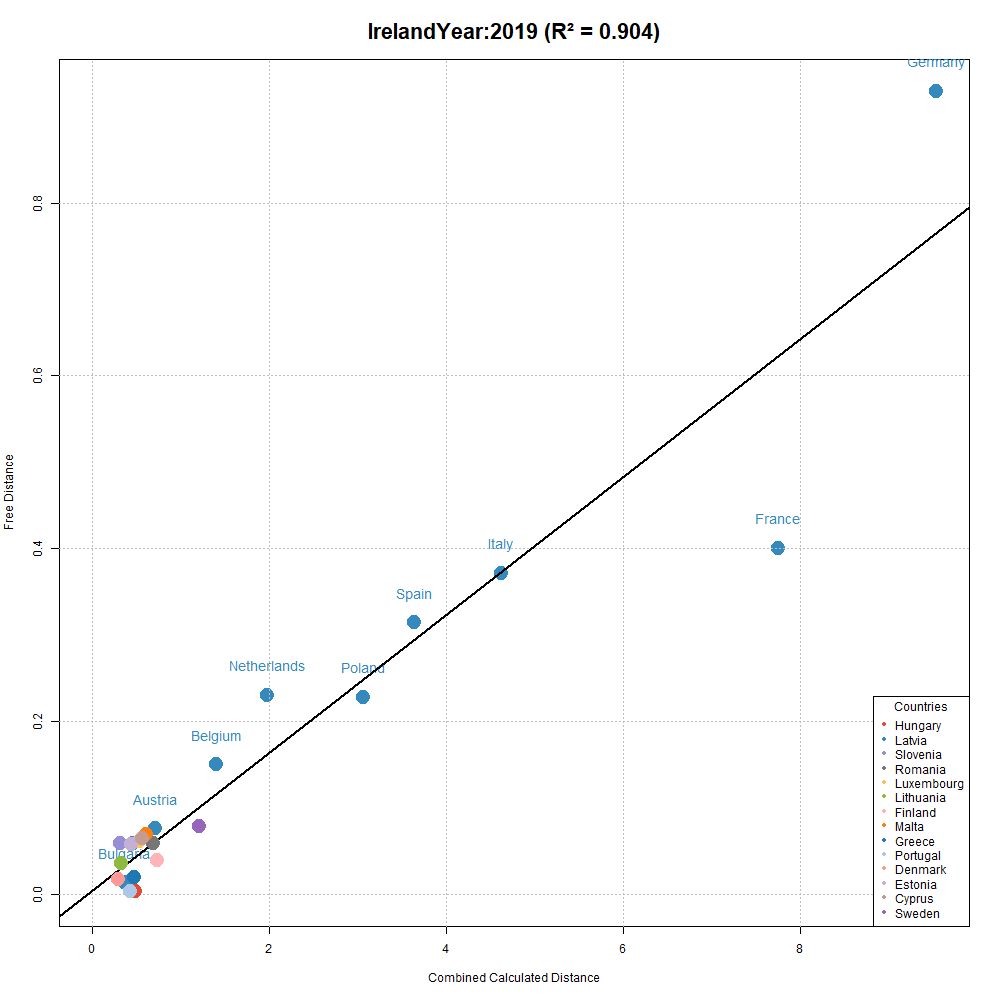 IrelandYear:2019 (R² = 0.904)
Germany
0.8
0.6
France
Italy
0.4
Spain
Netherlands
Poland
0.2
Belgium
Austria
Bulgaria
0.0
Free Distance
Countries
Hungary
Latvia
Slovenia
Romania
Luxembourg
Lithuania
Finland
Malta
Greece
Portugal
Denmark
Estonia
Cyprus
Sweden
0 2 4 6 8
Combined Calculated Distance